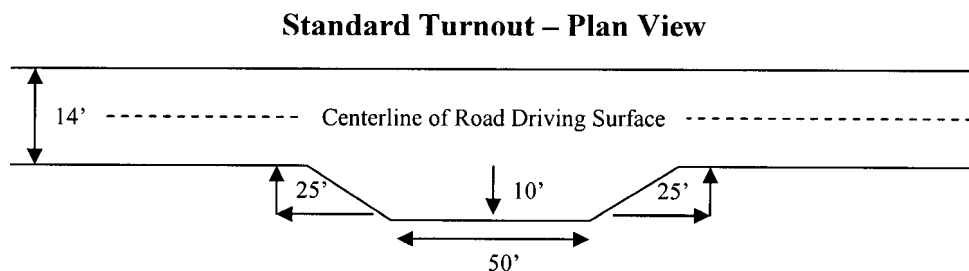 Standard Turnout – Plan View
14’
Centerline of Road Driving Surface
25’
10’
25’
50’